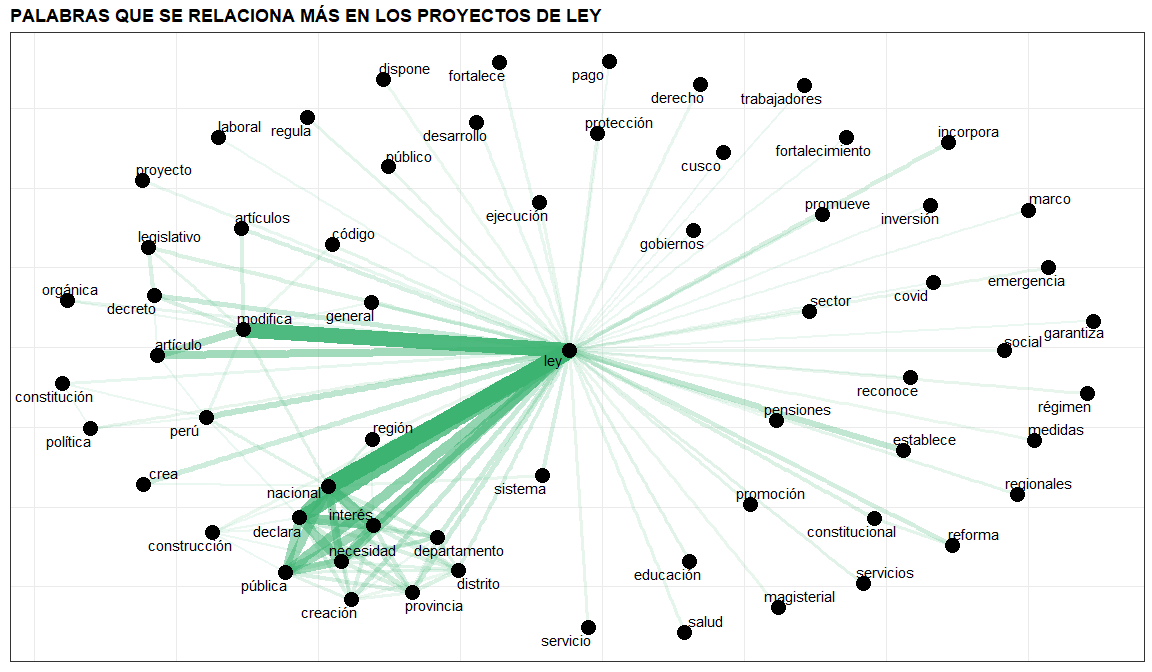 PALABRAS QUE SE RELACIONA MÁS EN LOS PROYECTOS DE LEY
dispone
fortalece
pago
derecho
trabajadores
laboral
regula
desarrollo
protección
fortalecimiento
incorpora
proyecto
público
cusco
artículos
ejecución
promueve
inversión
marco
legislativo
código
gobiernos
orgánica
decreto
modifica
general
sector
covid
emergencia
artículo
ley
social
garantiza
constitución
reconoce
régimen
política
perú
región
pensiones
establece
medidas
crea
nacional
sistema
promoción
regionales
construcción
declara
interés
necesidad
departamento
constitucional
reforma
pública
distrito
educación
servicios
creación
provincia
magisterial
servicio
salud